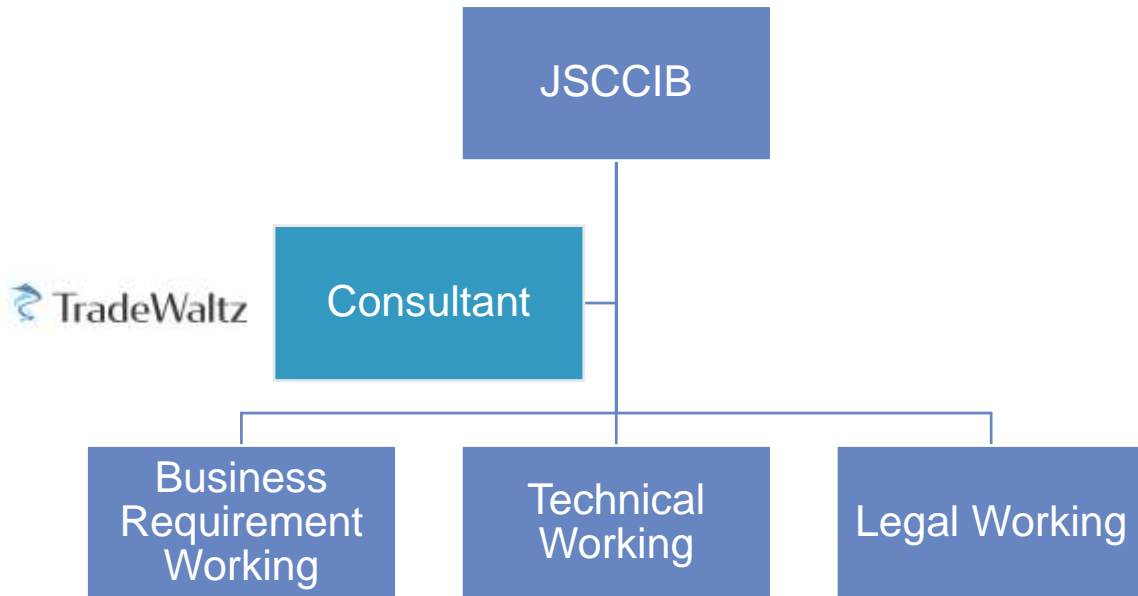 JSCCIB
TradeWaltz
Consultant
Business
Requirement
Working
Technical
Working
Legal Working